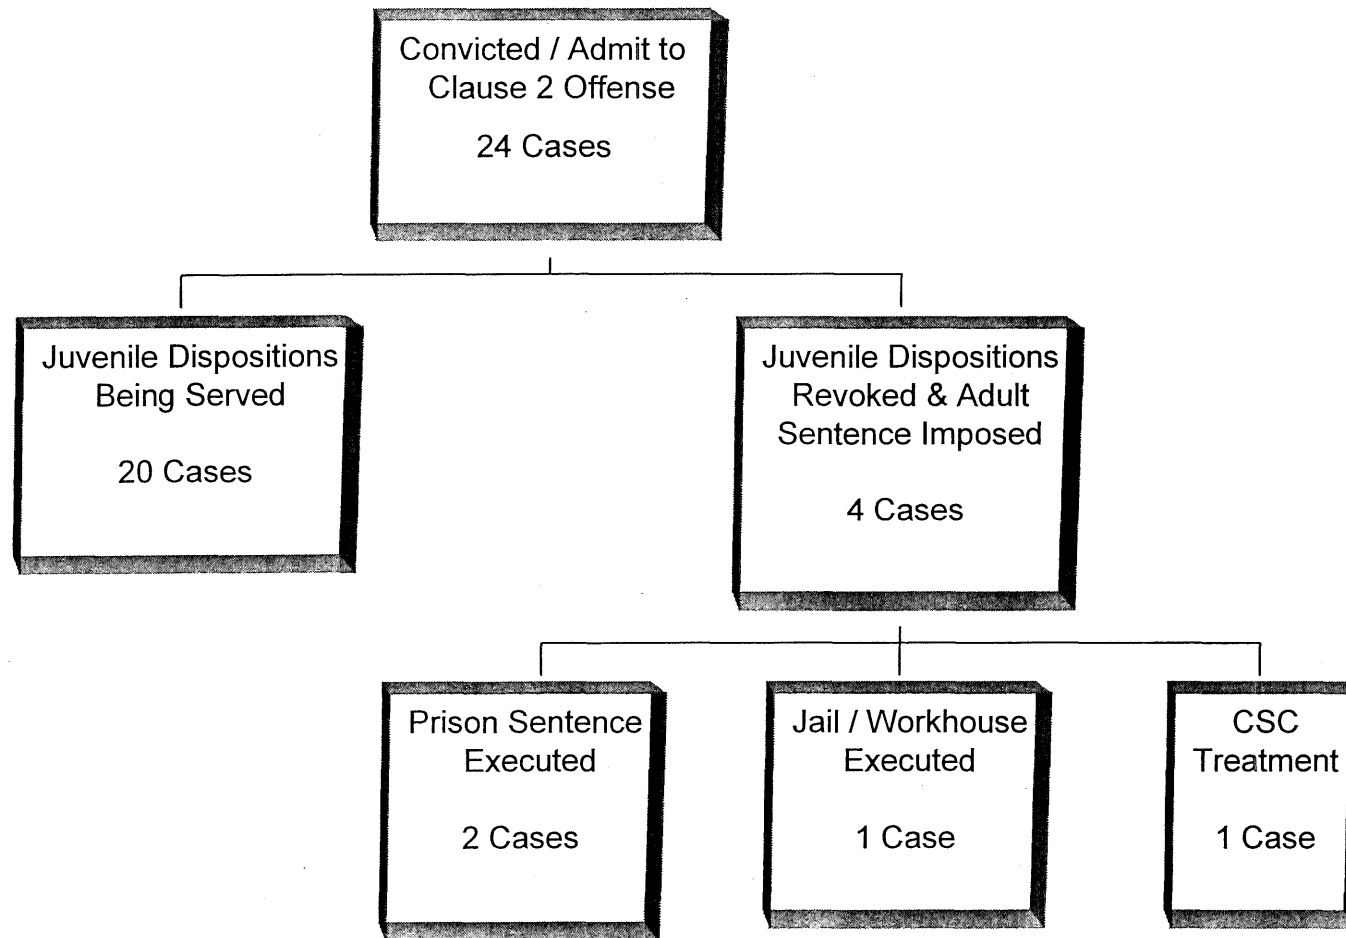 Convicted / Admit to
Clause 2 Offense
24 Cases
Juvenile Dispositions
Being Served
20 Cases
Juvenile Dispositions
Revoked & Adult
Sentence Imposed
4 Cases
Prison Sentence
Executed
2 Cases
Jail / Workhouse
Executed
1 Case
CSC
Treatment
1 Case